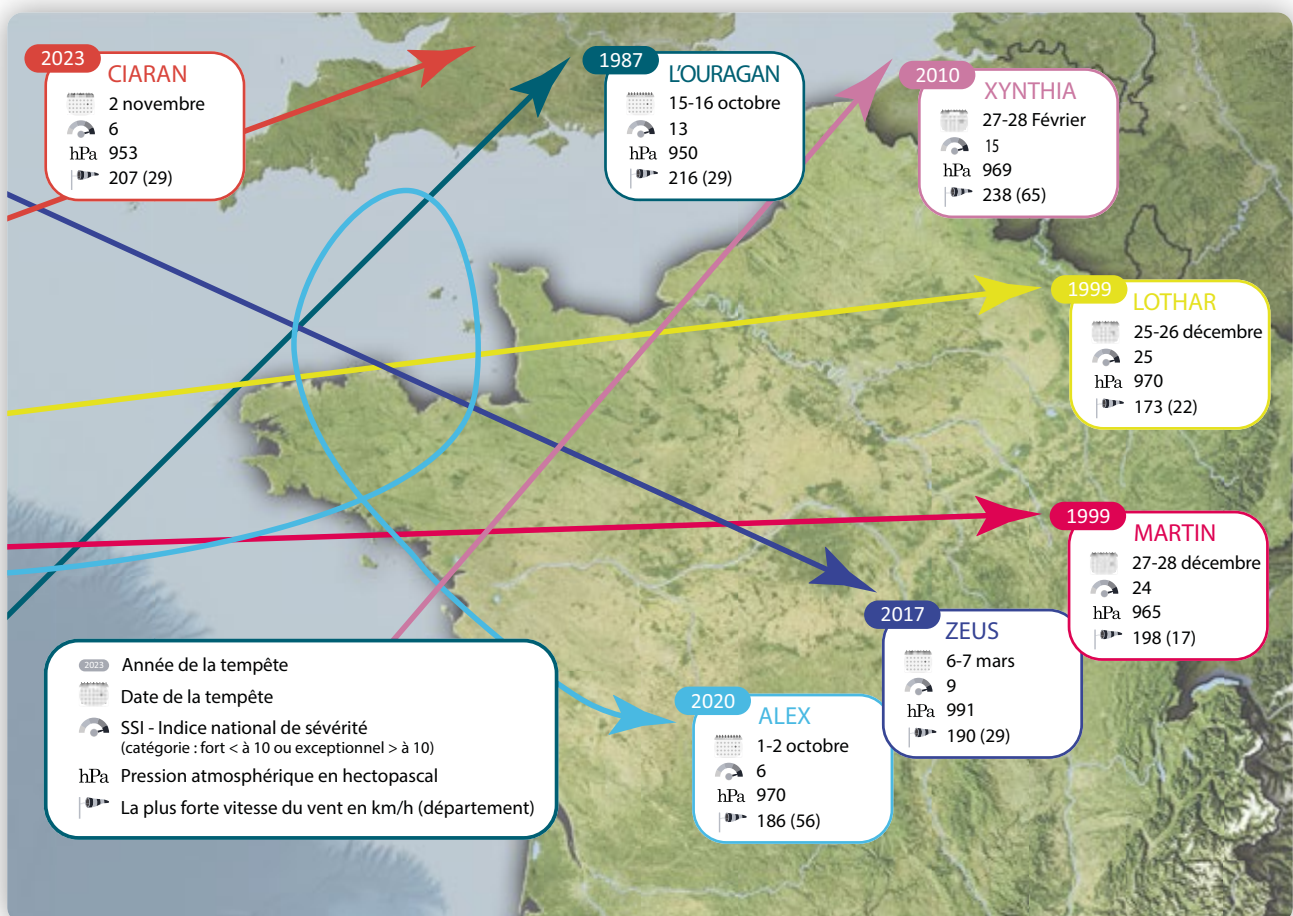 2023
CIARAN
2 novembre
6
hPa 953
207 (29)
1987
L'OURAGAN
15-16 octobre
13
hPa 950
216 (29)
2010
XYNTHIA
27-28 Février
15
hPa 969
238 (65)
1999
LOTHAR
25-26 décembre
25
hPa 970
173 (22)
1999
MARTIN
27-28 décembre
24
hPa 965
198 (17)
2017
ZEUS
6-7 mars
9
hPa 991
190 (29)
2020
ALEX
1-2 octobre
6
hPa 970
186 (56)
2023 Année de la tempête
Date de la tempête
SSI - Indice national de sévérité
(catégorie : fort < à 10 ou exceptionnel > à 10)
hPa Pression atmosphérique en hectopascal
La plus forte vitesse du vent en km/h (département)